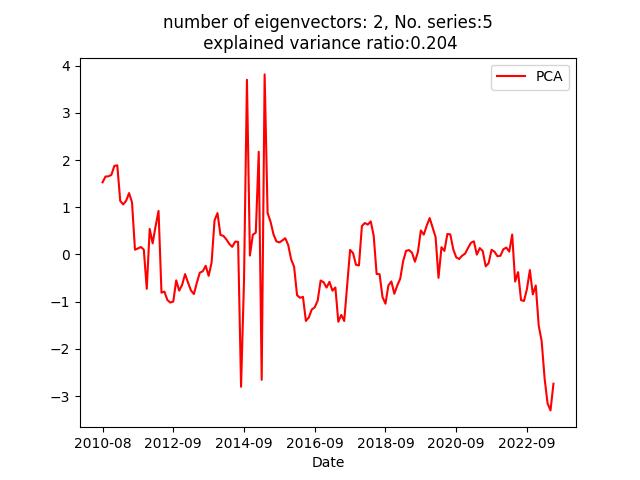 number of eigenvectors: 2, No. series:5
explained variance ratio:0.204
PCA
4
3
2
1
0
−1
−2
−3
2010-08 2012-09 2014-09 2016-09 2018-09 2020-09 2022-09
Date